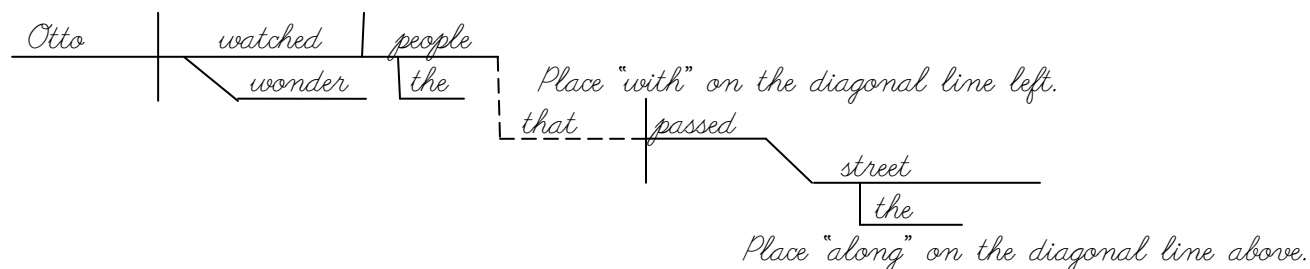 Otto watched people
wonder the Place "with" on the diagonal line left.
that passed
street
the
Place "along" on the diagonal line above.